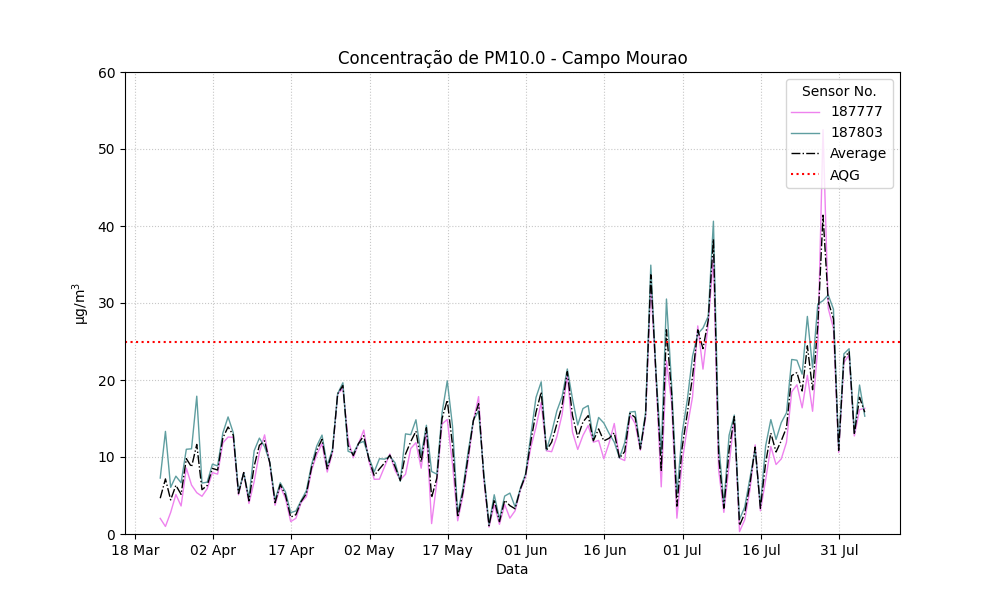 Concentração de PM10.0 - Campo Mourao
60
50
40
30
20
10
0
µg/m³
Sensor No.
187777
187803
Average
AQG
18 Mar 02 Apr 17 Apr 02 May 17 May 01 Jun 16 Jun 01 Jul 16 Jul 31 Jul
Data